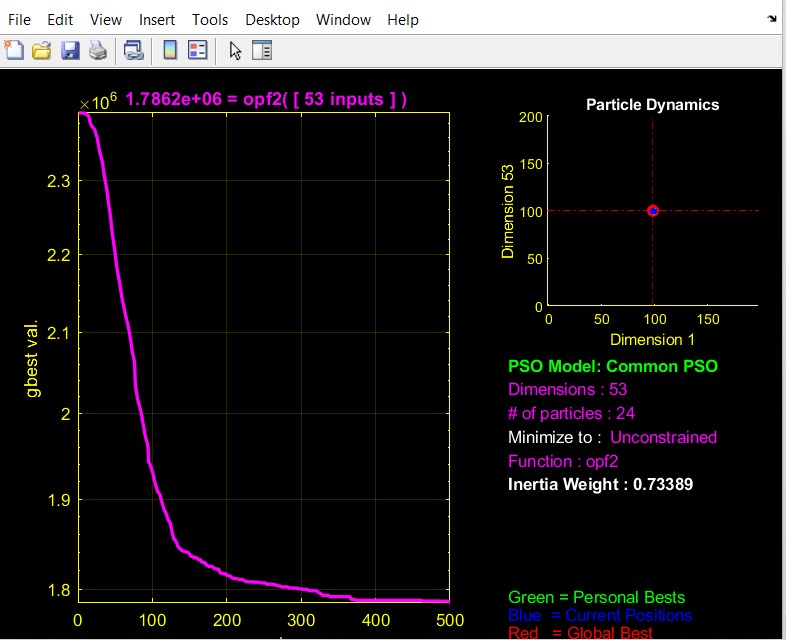 File Edit View Insert Tools Desktop Window Help
×10⁶ 1.7862e+06 = opf2( [ 53 inputs ] )
gbest val.
2.3
2.2
2.1
2
1.9
1.8
0 100 200 300 400 500
Particle Dynamics
Dimension 53
200
150
100
50
0
0 50 100 150
Dimension 1
PSO Model: Common PSO
Dimensions : 53
# of particles : 24
Minimize to : Unconstrained
Function : opf2
Inertia Weight : 0.73389
Green = Personal Bests
Blue = Current Positions
Red = Global Best